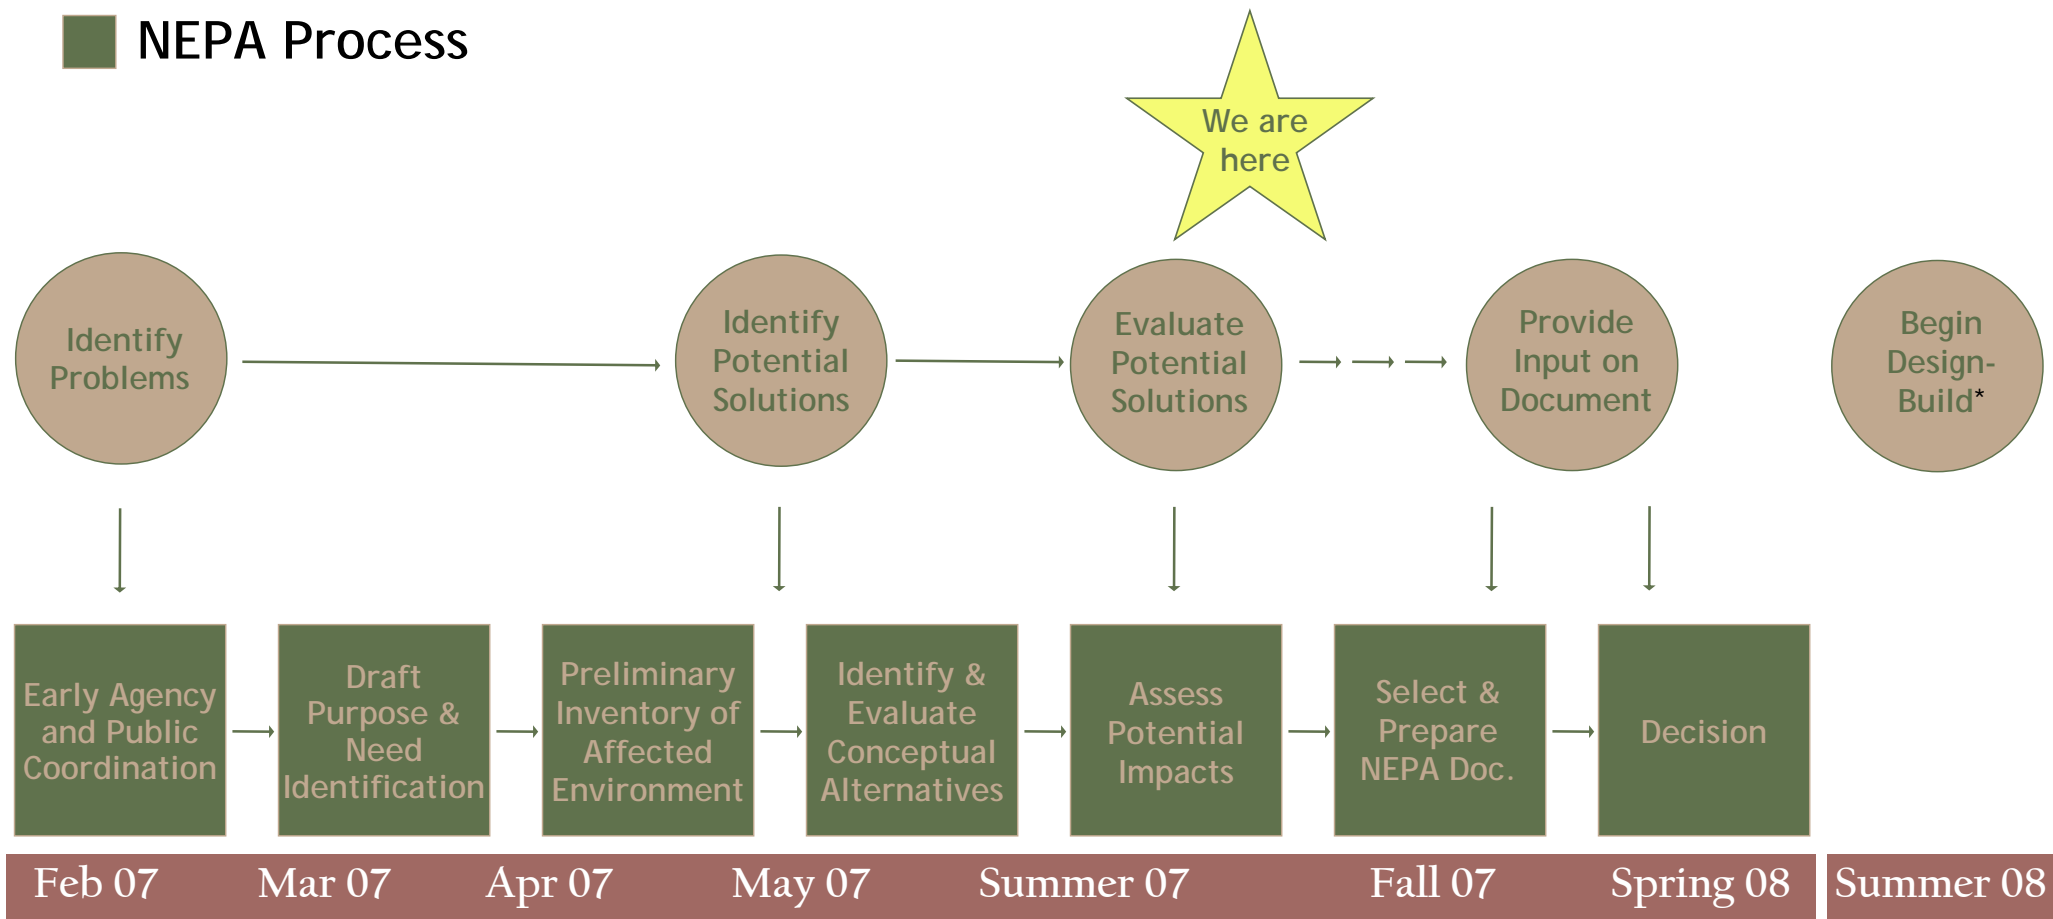 NEPA Process
We are
here
Identify
Problems
Identify
Potential
Solutions
Evaluate
Potential
Solutions
Provide
Input on
Document
Begin
Design-
Build*
Early Agency
and Public
Coordination
Draft
Purpose &
Need
Identification
Preliminary
Inventory of
Affected
Environment
Identify &
Evaluate
Conceptual
Alternatives
Assess
Potential
Impacts
Select &
Prepare
NEPA Doc.
Decision
Feb 07
Mar 07
Apr 07
May 07
Summer 07
Fall 07
Spring 08
Summer 08